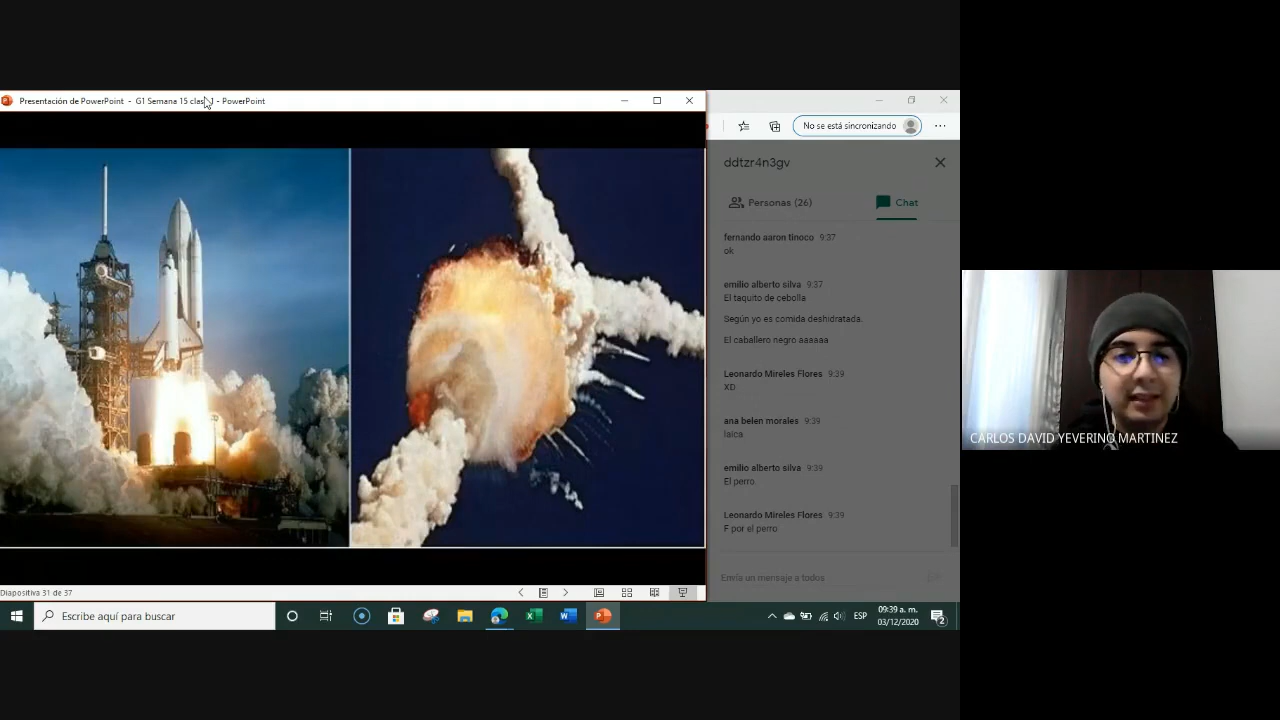 Presentación de PowerPoint - G1 Semana 15 clase 1 - PowerPoint
No se está sincronizando
ddtzr4n3gv
Personas (26)
Chat
fernando aaron tinoco 9:37
ok
emilio alberto silva 9:37
El taquito de cebolla
Según yo es comida deshidratada.
El caballero negro aaaaaa
Leonardo Mireles Flores 9:39
XD
ana belen morales 9:39
laica
emilio alberto silva 9:39
El perro
Leonardo Mireles Flores 9:39
F por el perro
Envía un mensaje a todos
CARLOS DAVID YEVERINO MARTINEZ
Diapositiva 31 de 37
Escribe aquí para buscar
ESP
09:39 a. m.
03/12/2020
2